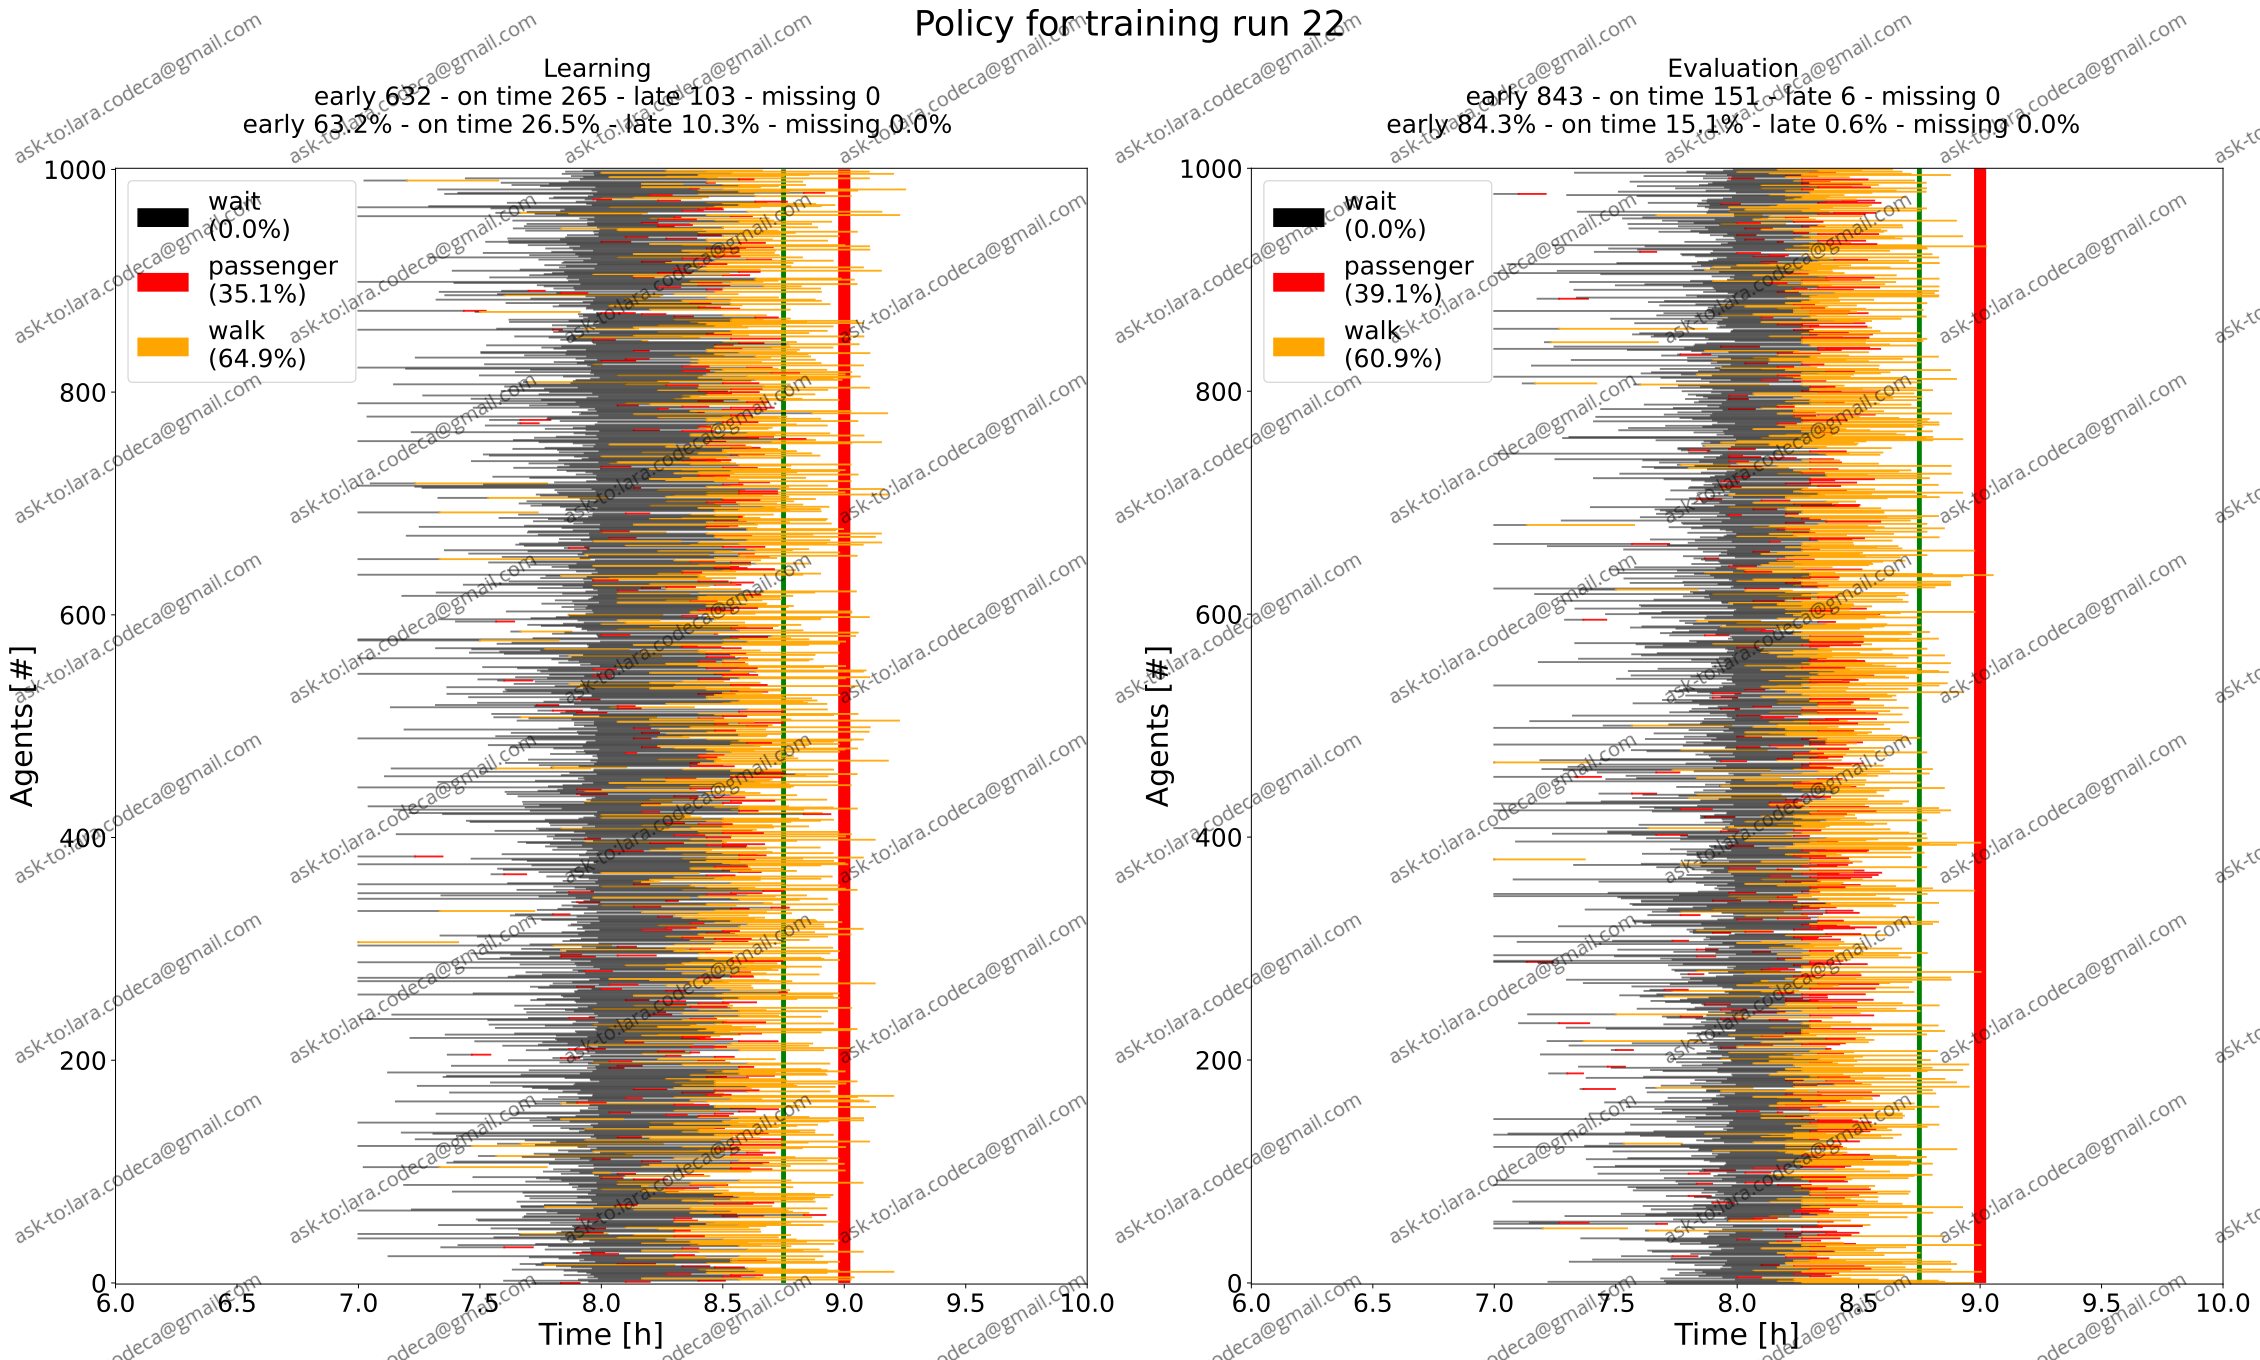 Policy for training run 22
Learning
early 632 - on time 265 - late 103 - missing 0
early 63.2% - on time 26.5% - late 10.3% - missing 0.0%
wait
(0.0%)
passenger
(35.1%)
walk
(64.9%)
Agents [#]
1000
800
600
400
200
0
6.0 6.5 7.0 7.5 8.0 8.5 9.0 9.5 10.0
Time [h]
Evaluation
early 843 - on time 151 - late 6 - missing 0
early 84.3% - on time 15.1% - late 0.6% - missing 0.0%
wait
(0.0%)
passenger
(39.1%)
walk
(60.9%)
Agents [#]
1000
800
600
400
200
0
6.0 6.5 7.0 7.5 8.0 8.5 9.0 9.5 10.0
Time [h]
ask-to:lara.codeca@gmail.com